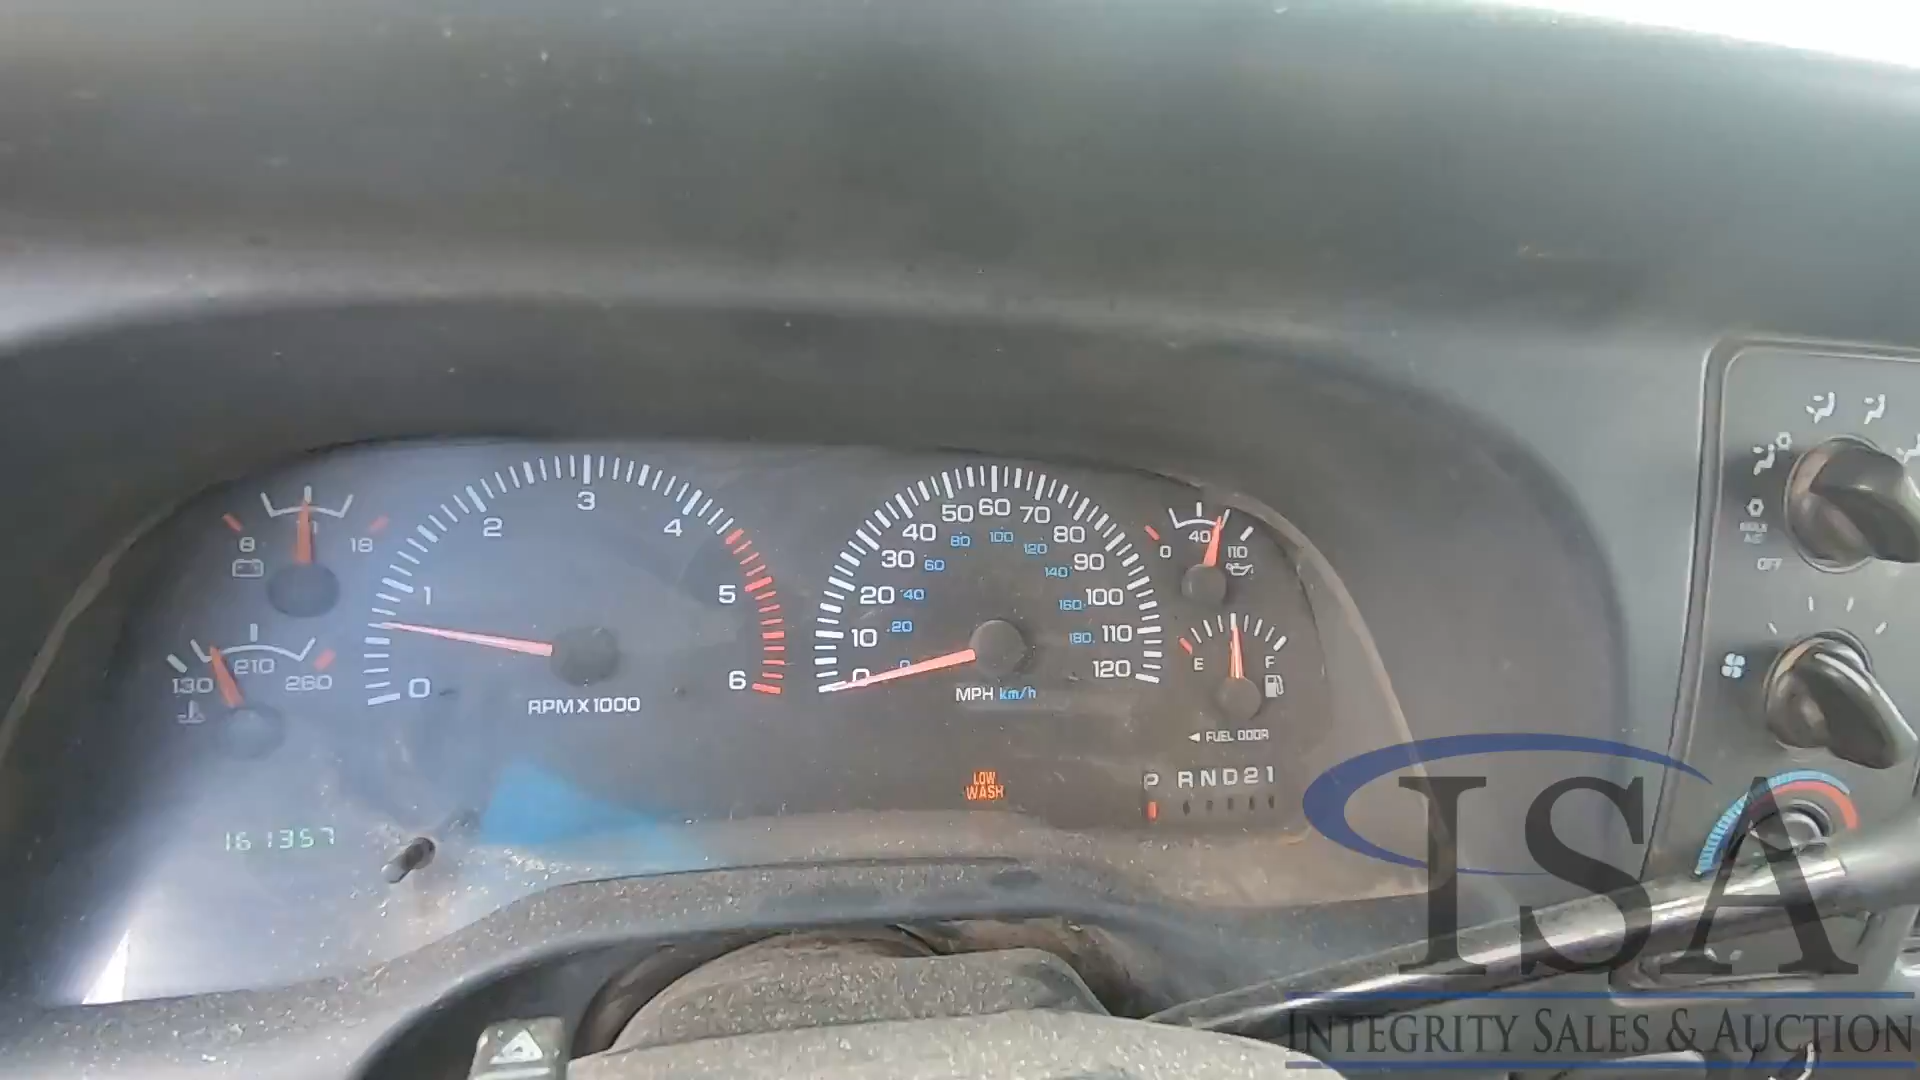 8 18
130 210 260
0 1 2 3 4 5 6
RPM X 1000
161357
0 10 20 30 40 50 60 70 80 90 100 110 120
0 20 40 60 80 100 120 140 160 180
MPH km/h
LOW
WASH
0 40 110
E F
◄ FUEL DOOR
P RND21
MAX
A/C
OFF
ISA
INTEGRITY SALES & AUCTION